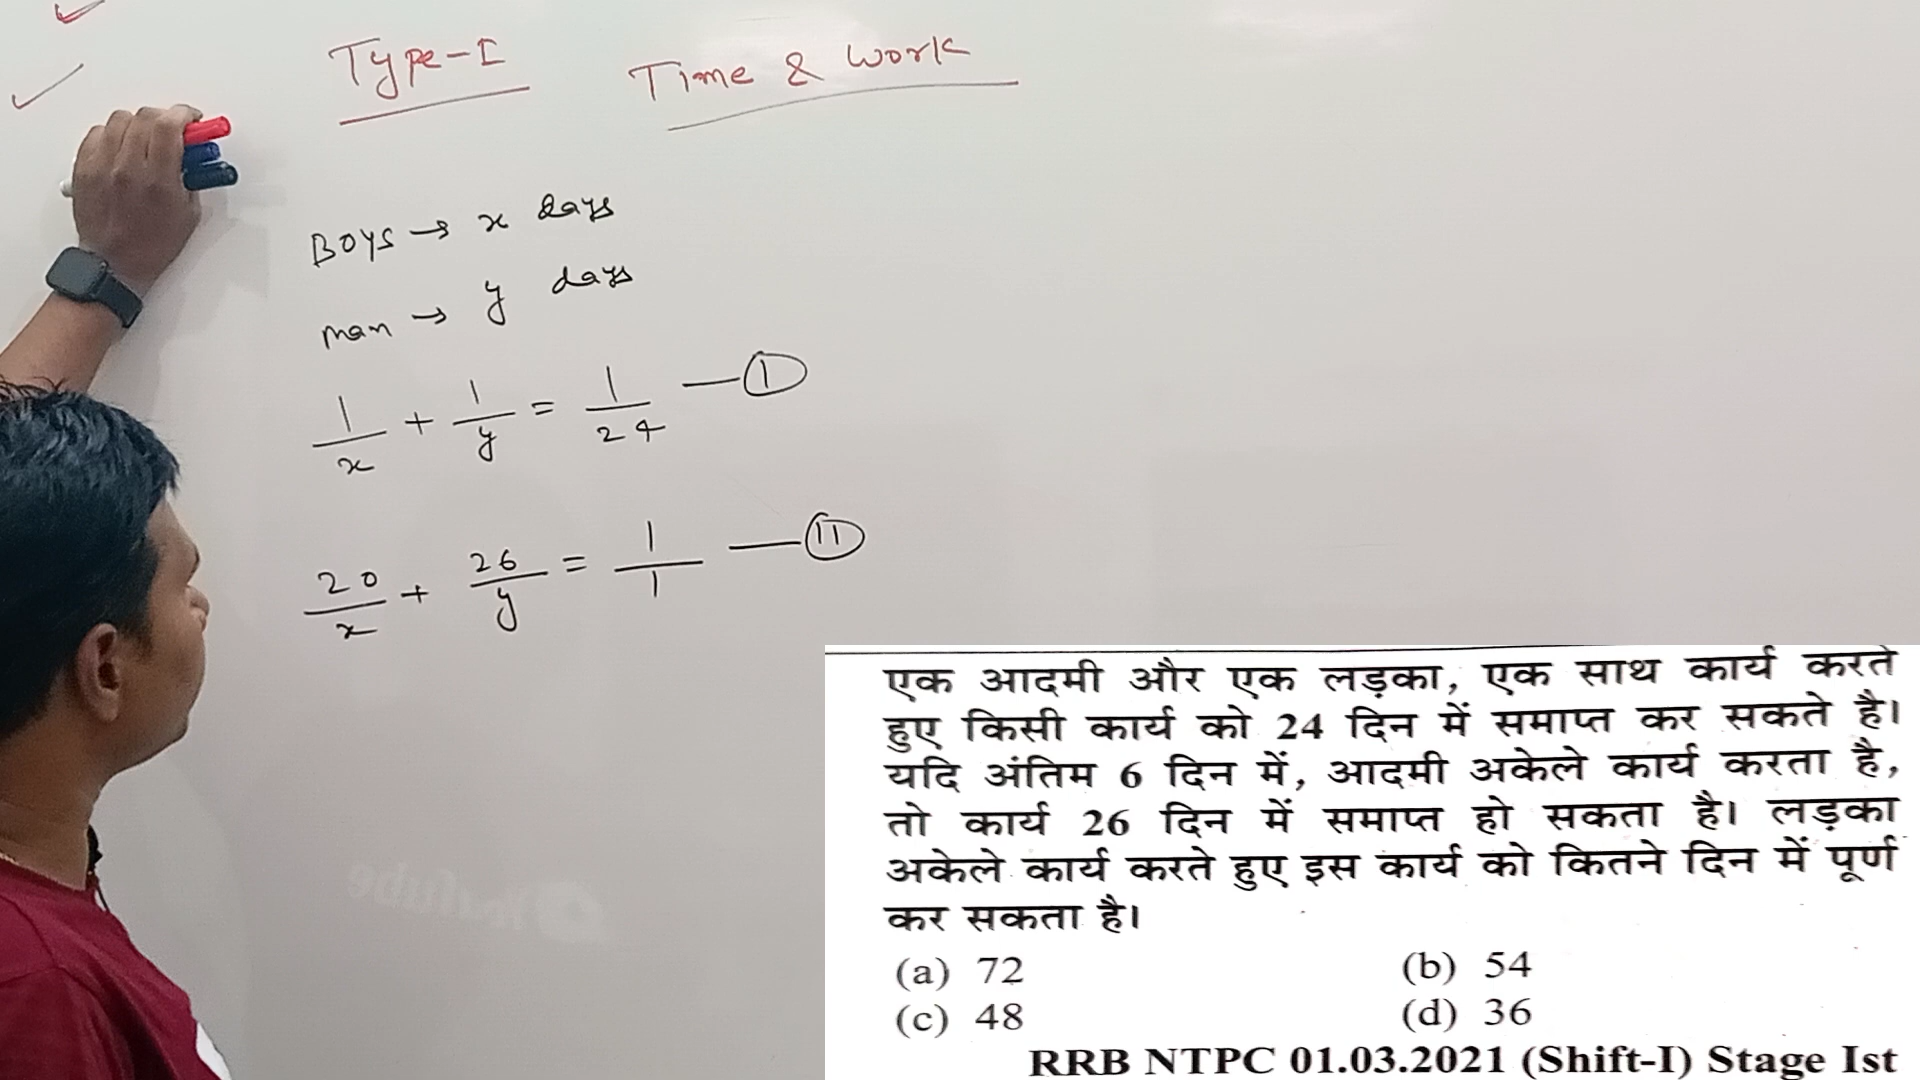 Type-I Time & Work
Boys → x days
man → y days
1/x + 1/y = 1/24 — I
20/x + 26/y = 1/1 — II
एक आदमी और एक लड़का, एक साथ कार्य करते
हुए किसी कार्य को 24 दिन में समाप्त कर सकते है।
यदि अंतिम 6 दिन में, आदमी अकेले कार्य करता है,
तो कार्य 26 दिन में समाप्त हो सकता है। लड़का
अकेले कार्य करते हुए इस कार्य को कितने दिन में पूर्ण
कर सकता है।
(a) 72 (b) 54
(c) 48 (d) 36
RRB NTPC 01.03.2021 (Shift-I) Stage Ist